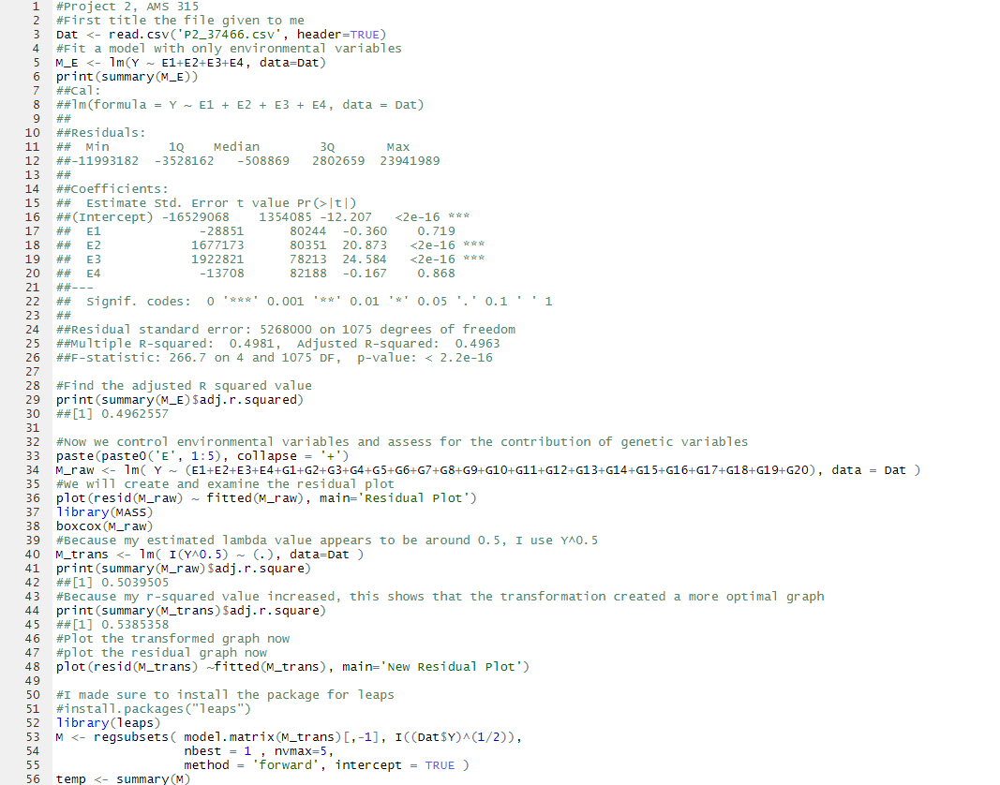 1 #Project 2, AMS 315
2 #First title the file given to me
3 Dat <- read.csv('P2_37466.csv', header=TRUE)
4 #Fit a model with only environmental variables
5 M_E <- lm(Y ~ E1+E2+E3+E4, data=Dat)
6 print(summary(M_E))
7 ##Cal:
8 ##lm(formula = Y ~ E1 + E2 + E3 + E4, data = Dat)
9 ##
10 ##Residuals:
11 ##  Min       1Q    Median        3Q       Max
12 ##-11993182  -3528162   -508869   2802659  23941989
13 ##
14 ##Coefficients:
15 ##  Estimate Std. Error t value Pr(>|t|)
16 ##(Intercept) -16529068    1354085 -12.207   <2e-16 ***
17 ##  E1             -28851      80244  -0.360    0.719
18 ##  E2            1677173      80351  20.873   <2e-16 ***
19 ##  E3            1922821      78213  24.584   <2e-16 ***
20 ##  E4             -13708      82188  -0.167    0.868
21 ##---
22 ##  Signif. codes:  0 '***' 0.001 '**' 0.01 '*' 0.05 '.' 0.1 ' ' 1
23 ##
24 ##Residual standard error: 5268000 on 1075 degrees of freedom
25 ##Multiple R-squared:  0.4981,  Adjusted R-squared:  0.4963
26 ##F-statistic: 266.7 on 4 and 1075 DF,  p-value: < 2.2e-16
27
28 #Find the adjusted R squared value
29 print(summary(M_E)$adj.r.squared)
30 ##[1] 0.4962557
31
32 #Now we control environmental variables and assess for the contribution of genetic variables
33 paste(paste0('E', 1:5), collapse = '+')
34 M_raw <- lm( Y ~ (E1+E2+E3+E4+G1+G2+G3+G4+G5+G6+G7+G8+G9+G10+G11+G12+G13+G14+G15+G16+G17+G18+G19+G20), data = Dat )
35 #We will create and examine the residual plot
36 plot(resid(M_raw) ~ fitted(M_raw), main='Residual Plot')
37 library(MASS)
38 boxcox(M_raw)
39 #Because my estimated lambda value appears to be around 0.5, I use Y^0.5
40 M_trans <- lm( I(Y^0.5) ~ (.), data=Dat )
41 print(summary(M_raw)$adj.r.square)
42 ##[1] 0.5039505
43 #Because my r-squared value increased, this shows that the transformation created a more optimal graph
44 print(summary(M_trans)$adj.r.square)
45 ##[1] 0.5385358
46 #Plot the transformed graph now
47 #plot the residual graph now
48 plot(resid(M_trans) ~fitted(M_trans), main='New Residual Plot')
49
50 #I made sure to install the package for leaps
51 #install.packages("leaps")
52 library(leaps)
53 M <- regsubsets( model.matrix(M_trans)[,-1], I((Dat$Y)^(1/2)),
54                  nbest = 1 , nvmax=5,
55                  method = 'forward', intercept = TRUE )
56 temp <- summary(M)